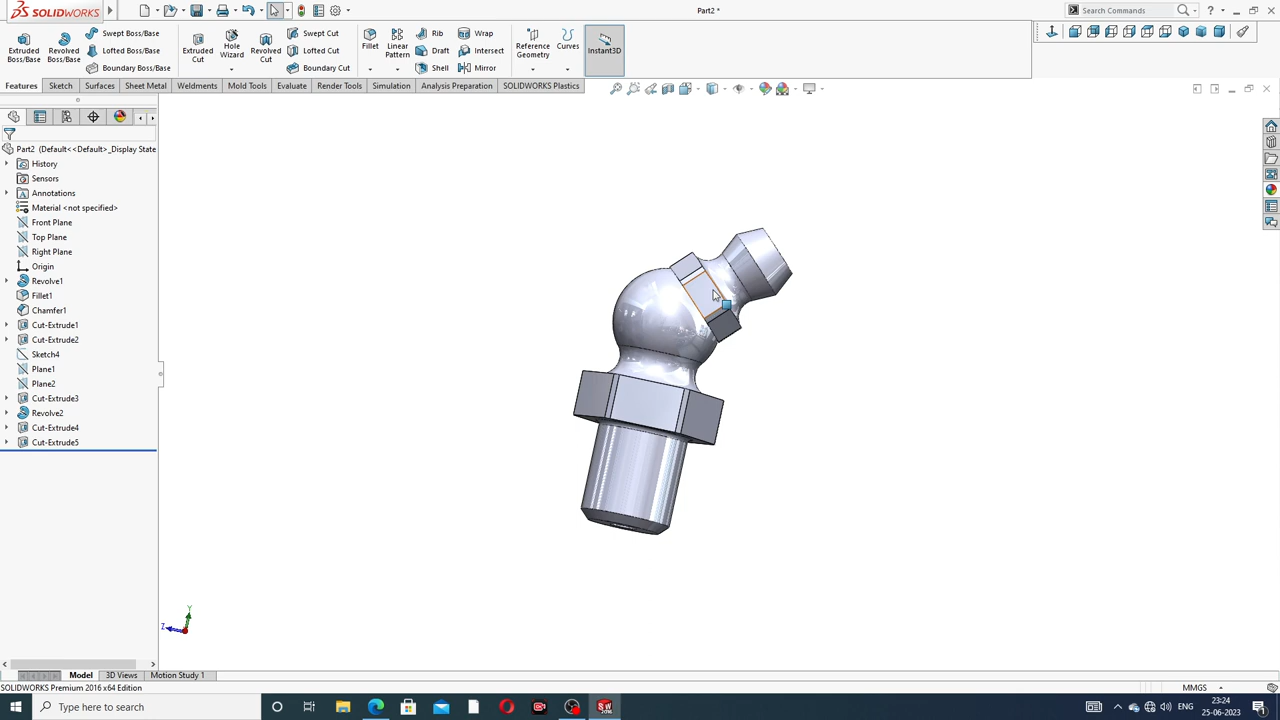 SOLIDWORKS
Part2 *
Search Commands
Extruded Boss/Base
Revolved Boss/Base
Swept Boss/Base
Lofted Boss/Base
Boundary Boss/Base
Extruded Cut
Hole Wizard
Revolved Cut
Swept Cut
Lofted Cut
Boundary Cut
Fillet
Linear Pattern
Rib
Draft
Shell
Wrap
Intersect
Mirror
Reference Geometry
Curves
Instant3D
Features
Sketch
Surfaces
Sheet Metal
Weldments
Mold Tools
Evaluate
Render Tools
Simulation
Analysis Preparation
SOLIDWORKS Plastics
Part2 (Default<<Default>_Display State
History
Sensors
Annotations
Material <not specified>
Front Plane
Top Plane
Right Plane
Origin
Revolve1
Fillet1
Chamfer1
Cut-Extrude1
Cut-Extrude2
Sketch4
Plane1
Plane2
Cut-Extrude3
Revolve2
Cut-Extrude4
Cut-Extrude5
Y
Z
Model
3D Views
Motion Study 1
SOLIDWORKS Premium 2016 x64 Edition
MMGS
Type here to search
ENG
23:24
25-06-2023